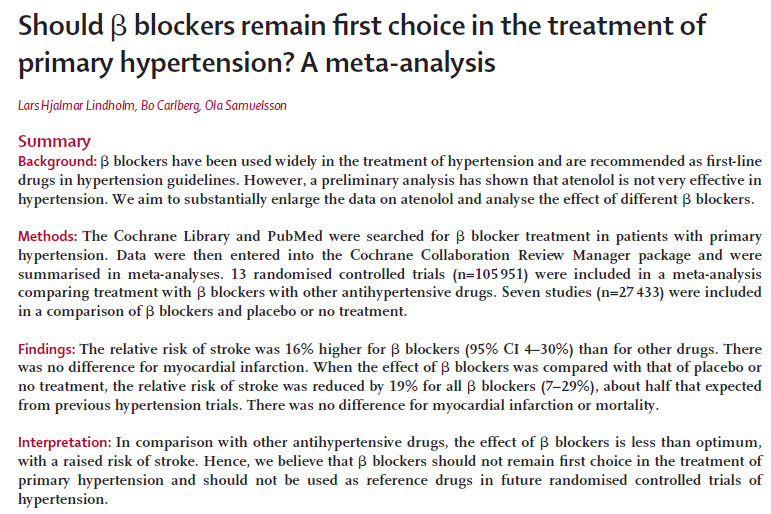 Should β blockers remain first choice in the treatment of
primary hypertension? A meta-analysis
Lars Hjalmar Lindholm, Bo Carlberg, Ola Samuelsson
Summary
Background: β blockers have been used widely in the treatment of hypertension and are recommended as first-line
drugs in hypertension guidelines. However, a preliminary analysis has shown that atenolol is not very effective in
hypertension. We aim to substantially enlarge the data on atenolol and analyse the effect of different β blockers.
Methods: The Cochrane Library and PubMed were searched for β blocker treatment in patients with primary
hypertension. Data were then entered into the Cochrane Collaboration Review Manager package and were
summarised in meta-analyses. 13 randomised controlled trials (n=105 951) were included in a meta-analysis
comparing treatment with β blockers with other antihypertensive drugs. Seven studies (n=27 433) were included
in a comparison of β blockers and placebo or no treatment.
Findings: The relative risk of stroke was 16% higher for β blockers (95% CI 4–30%) than for other drugs. There
was no difference for myocardial infarction. When the effect of β blockers was compared with that of placebo or
no treatment, the relative risk of stroke was reduced by 19% for all β blockers (7–29%), about half that expected
from previous hypertension trials. There was no difference for myocardial infarction or mortality.
Interpretation: In comparison with other antihypertensive drugs, the effect of β blockers is less than optimum,
with a raised risk of stroke. Hence, we believe that β blockers should not remain first choice in the treatment of
primary hypertension and should not be used as reference drugs in future randomised controlled trials of
hypertension.